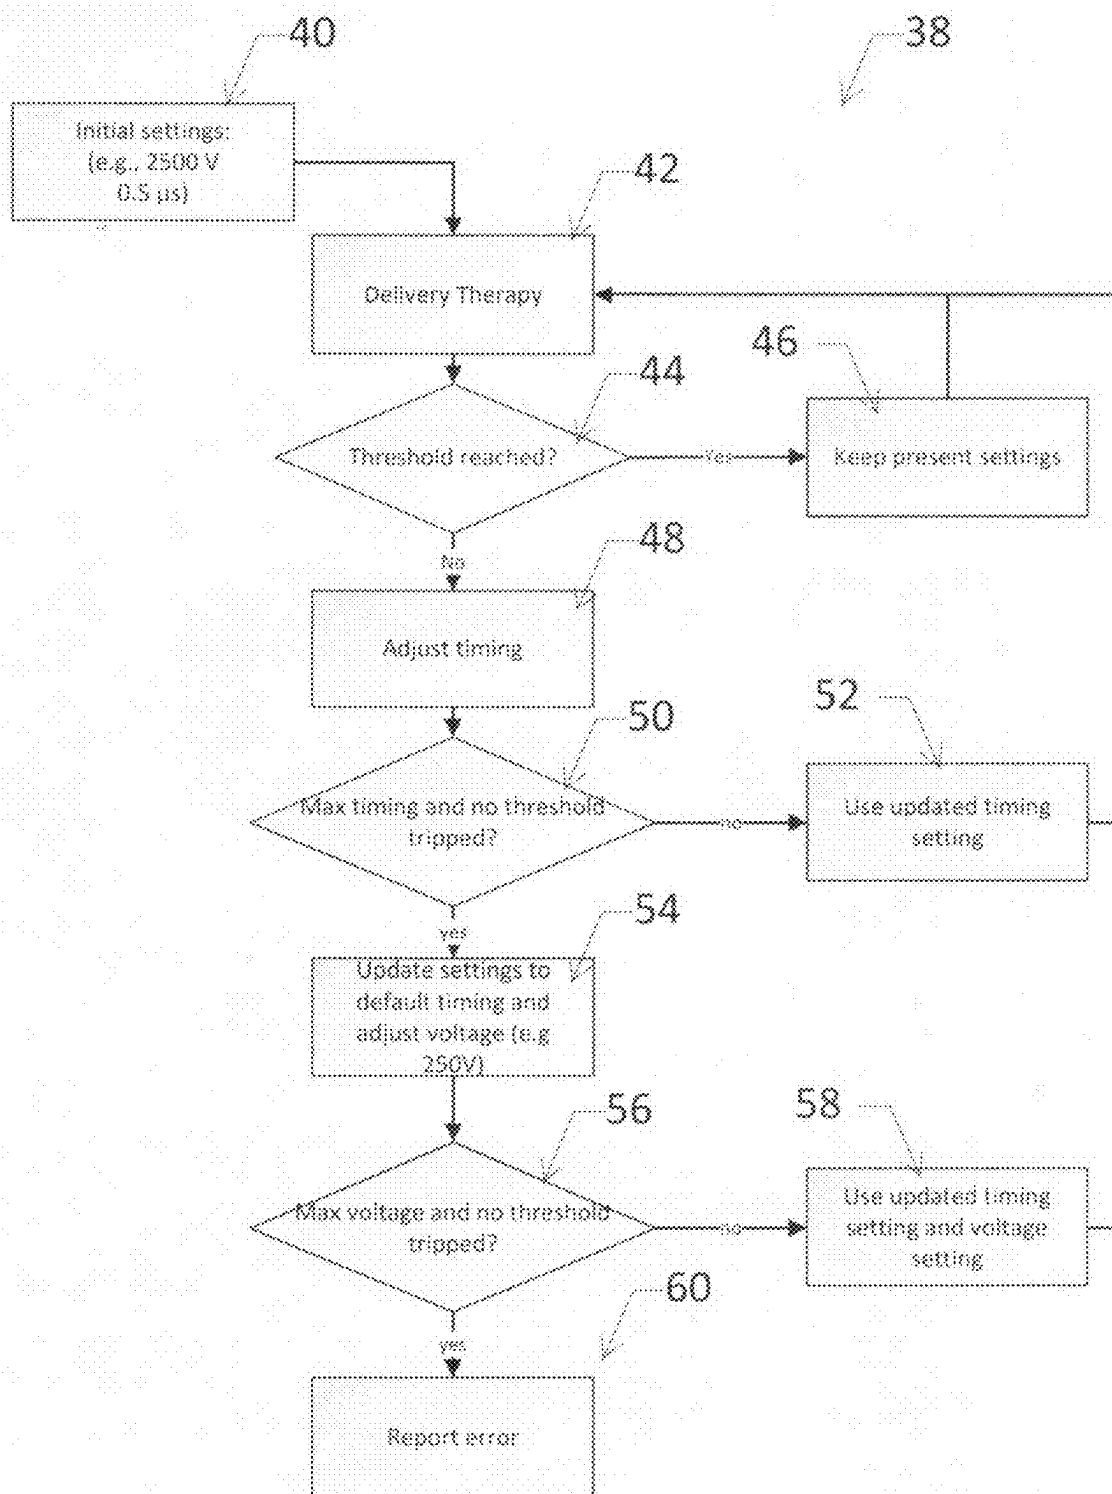 40
38
Initial settings:
(e.g., 2500 V
0.5 µs)
42
Delivery Therapy
46
44
Threshold reached?
Yes
Keep present settings
No
48
Adjust timing
50
52
Max timing and no threshold
tripped?
no
Use updated timing
setting
yes
54
Update settings to
default timing and
adjust voltage (e.g
250V)
56
58
Max voltage and no threshold
tripped?
no
Use updated timing
setting and voltage
setting
60
yes
Report error